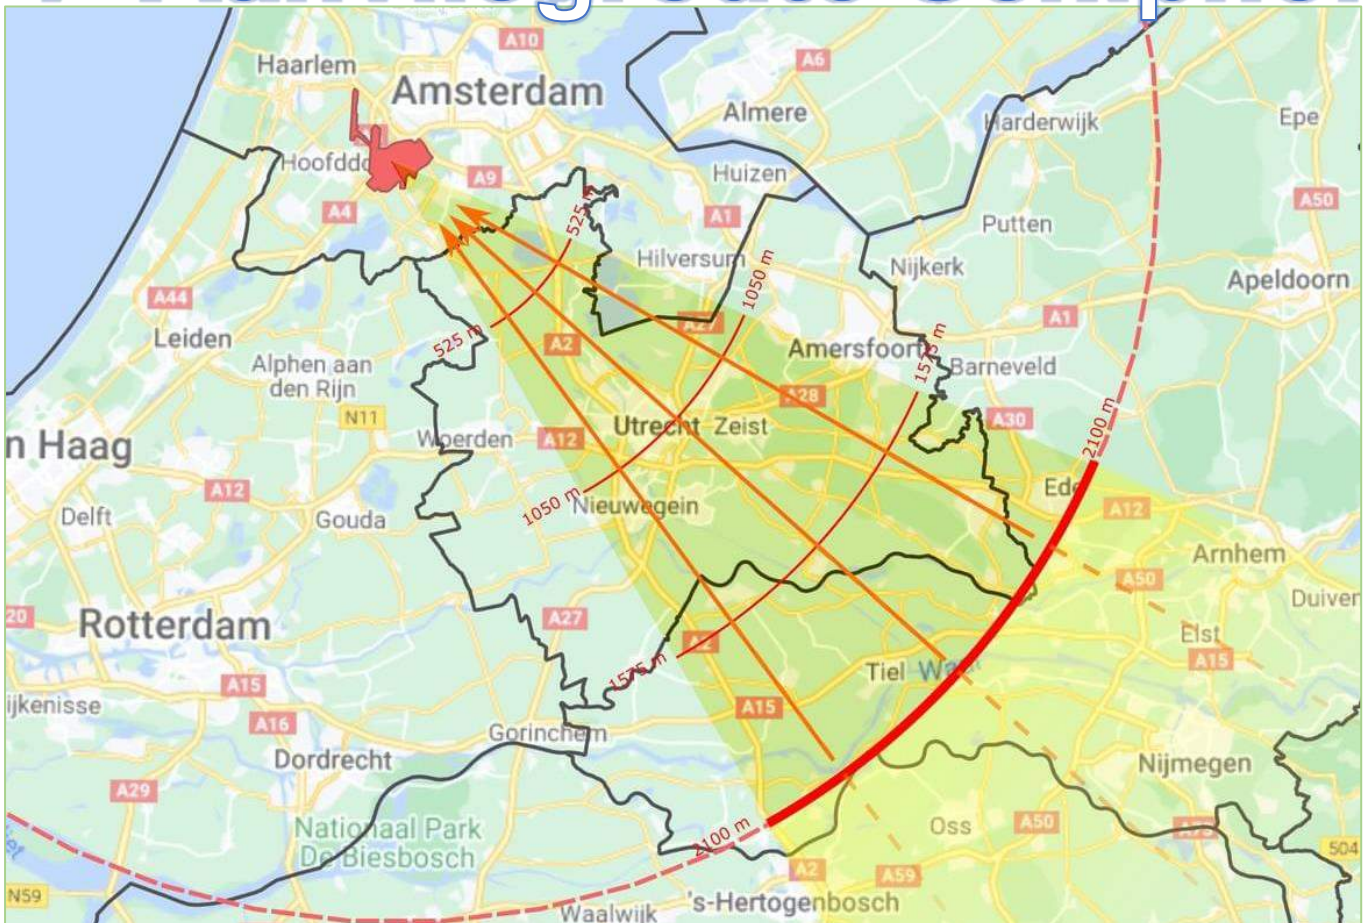 A10
Haarlem
A6
Amsterdam
Almere
Harderwijk
Epe
Hoofddo
A9
Huizen
A50
A4
525 m
A1
Putten
Hilversum
1050 m
Nijkerk
Apeldoorn
A44
A27
A1
Leiden
525 m
A2
Amersfoort
1575 m
Alphen aan
den Rijn
Barneveld
A28
N11
A30
n Haag
Woerden
A12
Utrecht
Zeist
2100 m
A12
1050 m
Nieuwegein
Ede
A12
Delft
Gouda
Arnhem
A50
Duiven
20
Rotterdam
A27
Elst
A2
A15
1575 m
Tiel
A15
ijkenisse
A16
A15
Gorinchem
Dordrecht
Nijmegen
A29
Nationaal Park
De Biesbosch
2100 m
Oss
A50
A73
504
A2
A59
N59
Waalwijk
's-Hertogenbosch